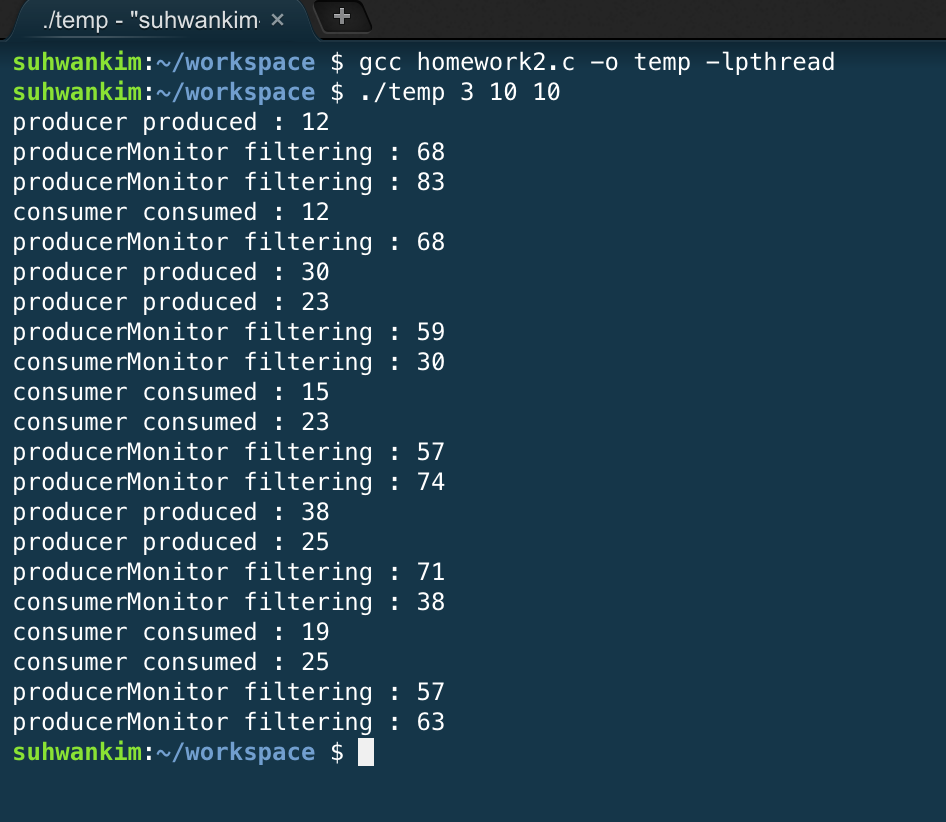 ./temp - "suhwankim-
suhwankim:~/workspace $ gcc homework2.c -o temp -lpthread
suhwankim:~/workspace $ ./temp 3 10 10
producer produced : 12
producerMonitor filtering : 68
producerMonitor filtering : 83
consumer consumed : 12
producerMonitor filtering : 68
producer produced : 30
producer produced : 23
producerMonitor filtering : 59
consumerMonitor filtering : 30
consumer consumed : 15
consumer consumed : 23
producerMonitor filtering : 57
producerMonitor filtering : 74
producer produced : 38
producer produced : 25
producerMonitor filtering : 71
consumerMonitor filtering : 38
consumer consumed : 19
consumer consumed : 25
producerMonitor filtering : 57
producerMonitor filtering : 63
suhwankim:~/workspace $